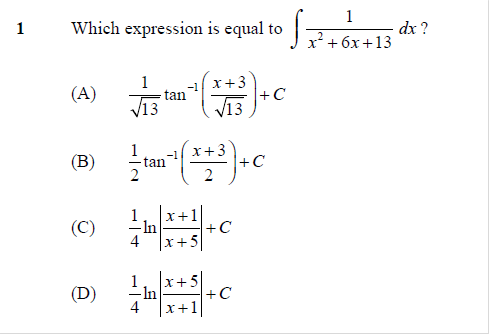 1 Which expression is equal to ∫ 1/(x² + 6x + 13) dx ?
(A) 1/√13 tan⁻¹((x+3)/√13) + C
(B) 1/2 tan⁻¹((x+3)/2) + C
(C) 1/4 ln|(x+1)/(x+5)| + C
(D) 1/4 ln|(x+5)/(x+1)| + C